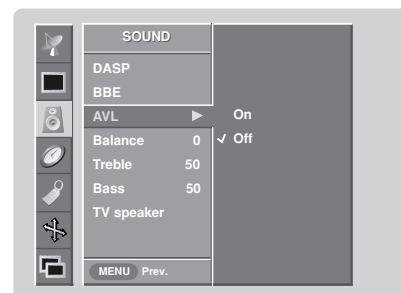 SOUND
DASP
BBE
AVL
On
Off
Balance 0
Treble 50
Bass 50
TV speaker
MENU Prev.